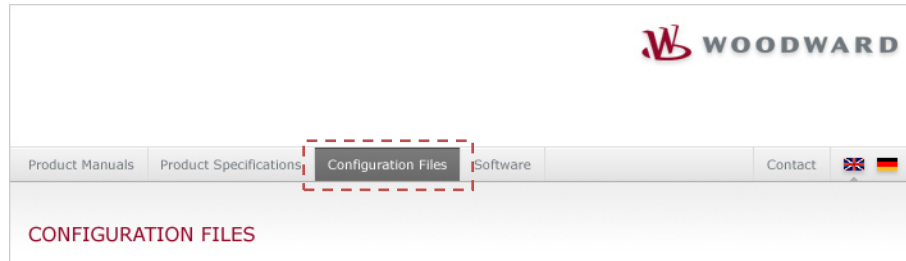 WOODWARD
Product Manuals Product Specifications Configuration Files Software Contact
CONFIGURATION FILES